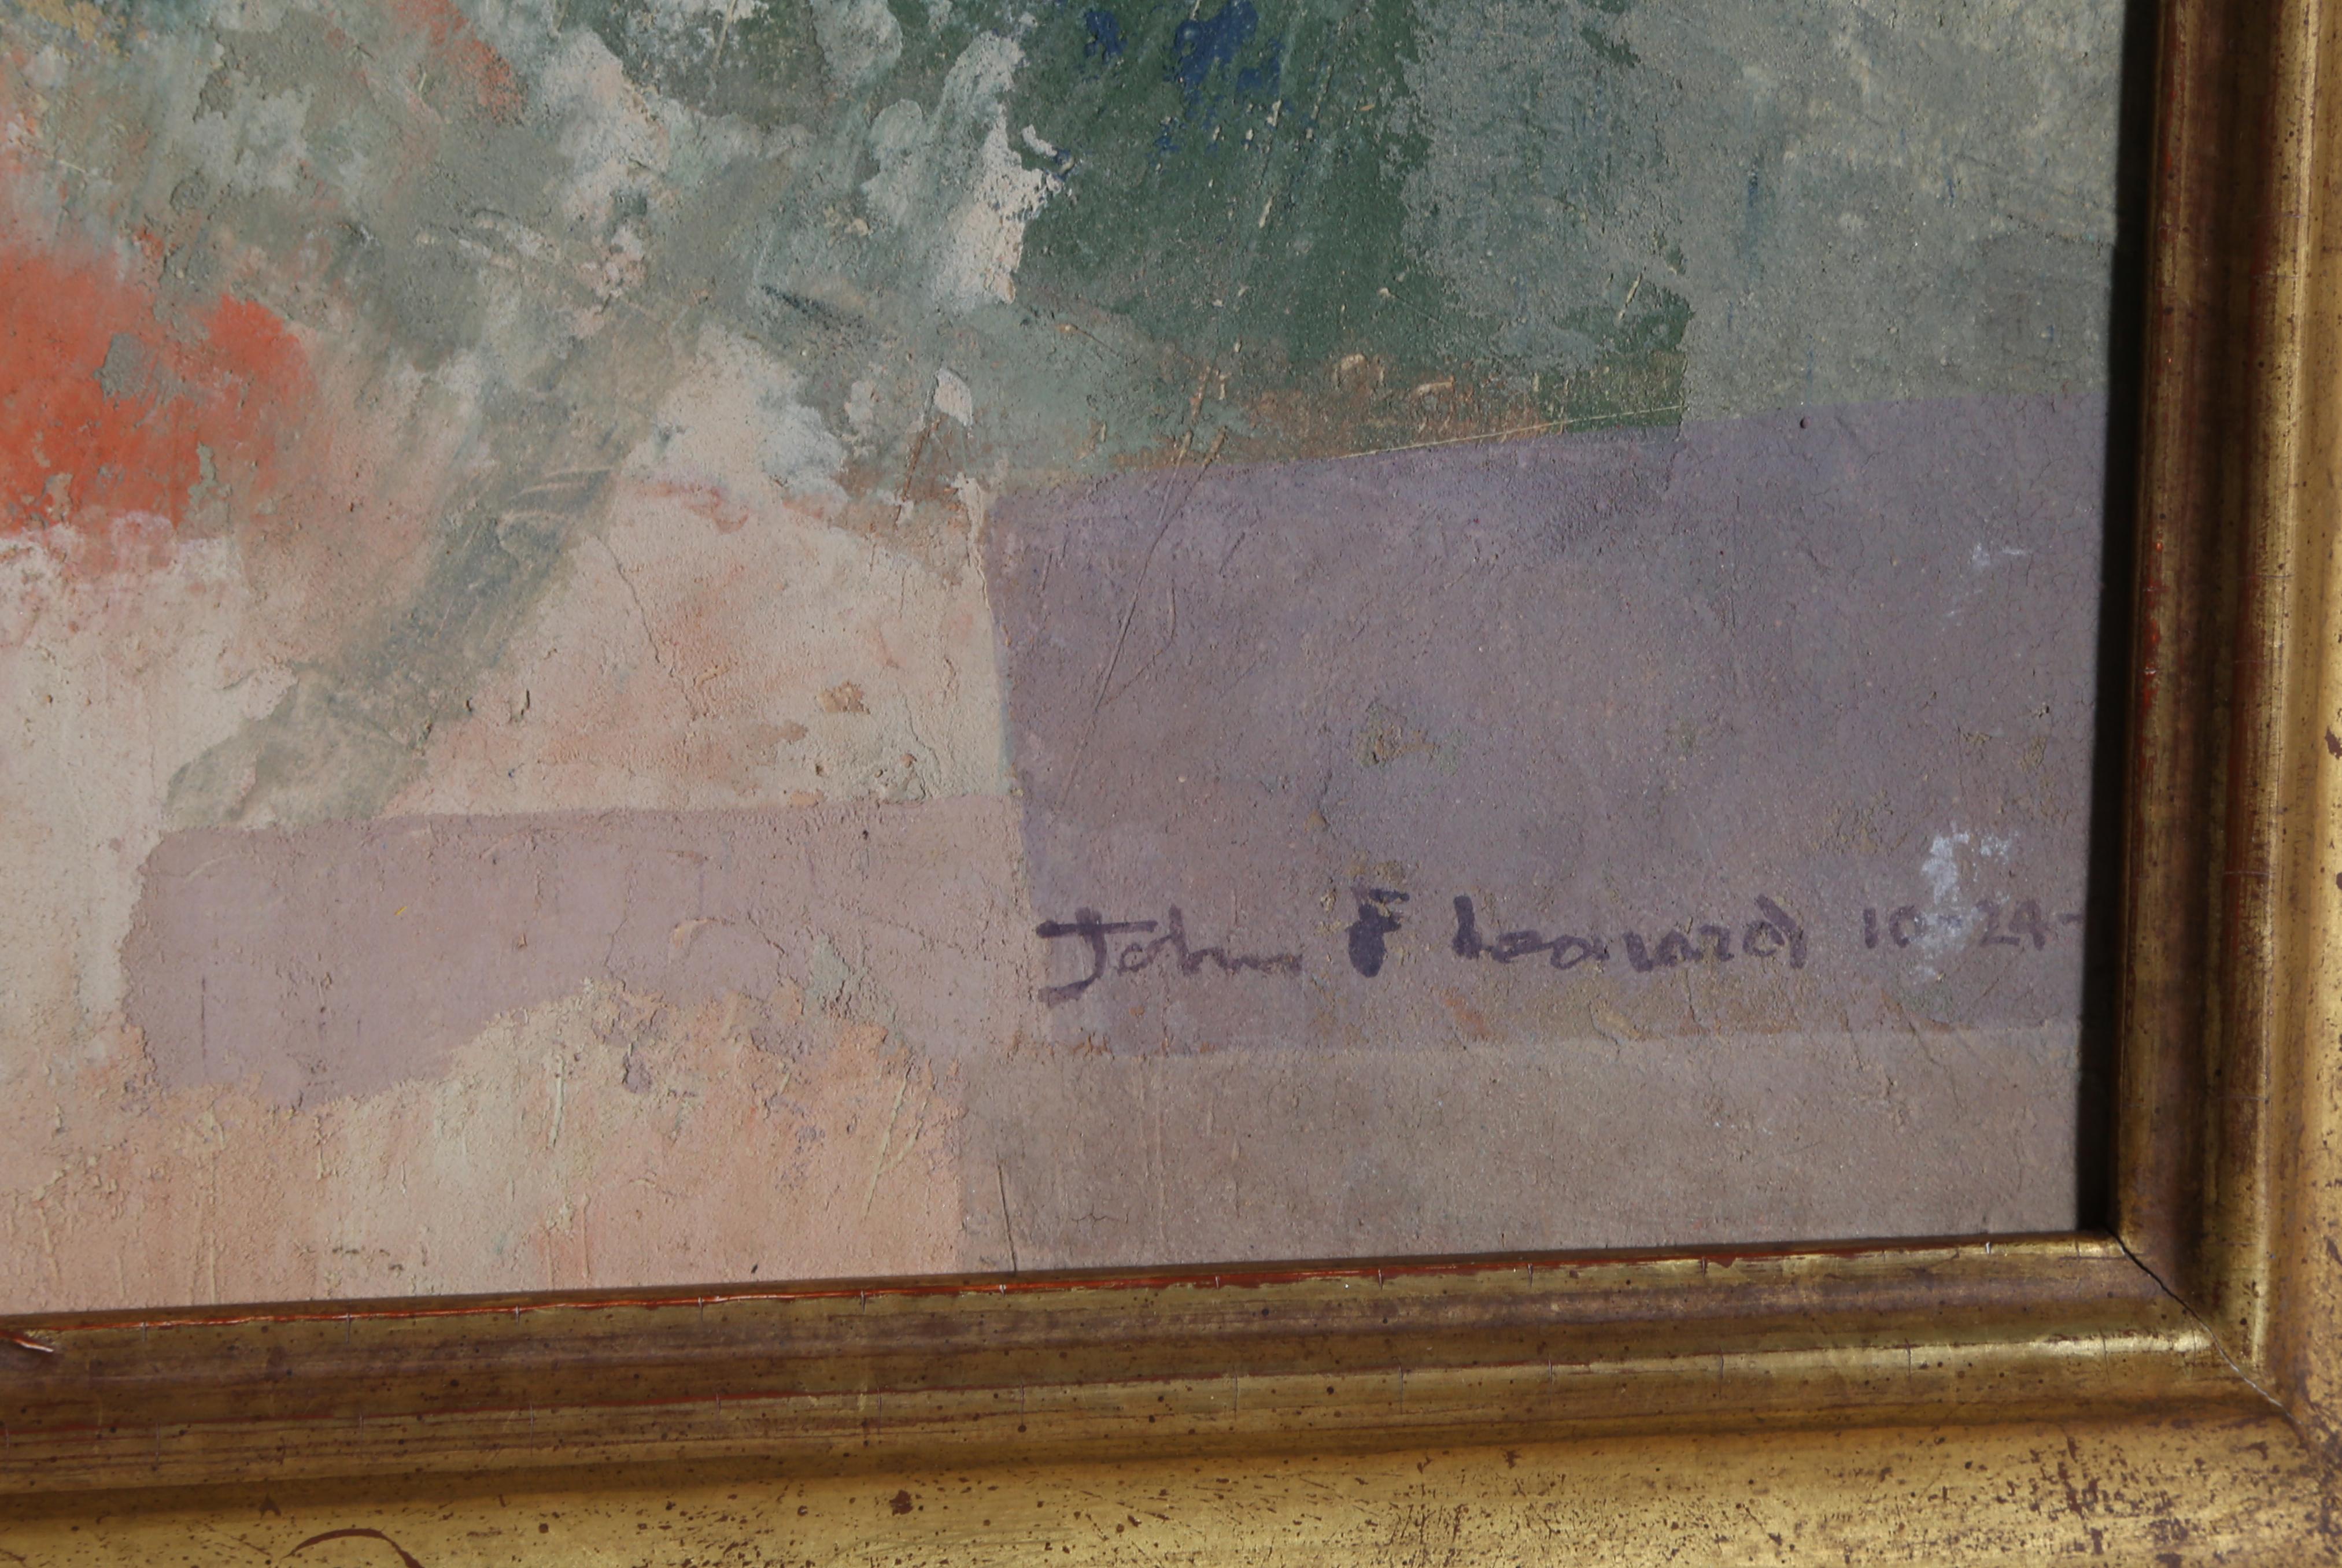 John F Leonard 10-24-